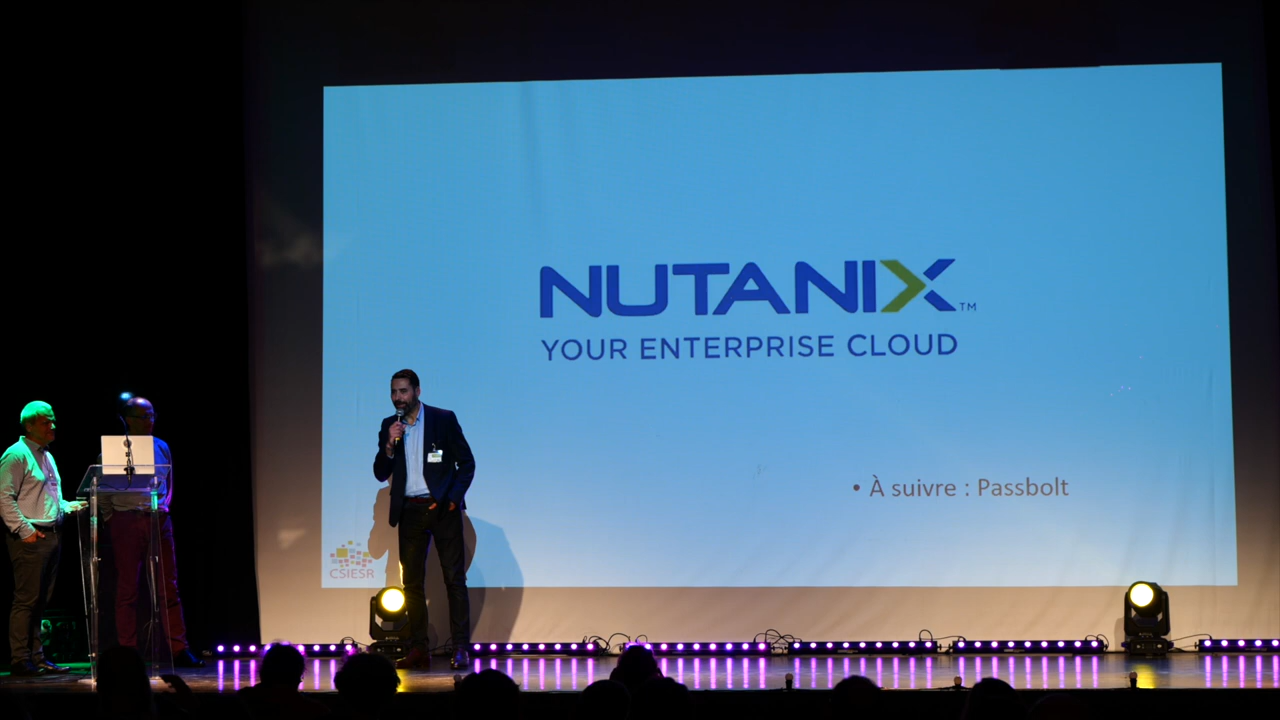 NUTANIX™
YOUR ENTERPRISE CLOUD
• À suivre : Passbolt
CSIESR